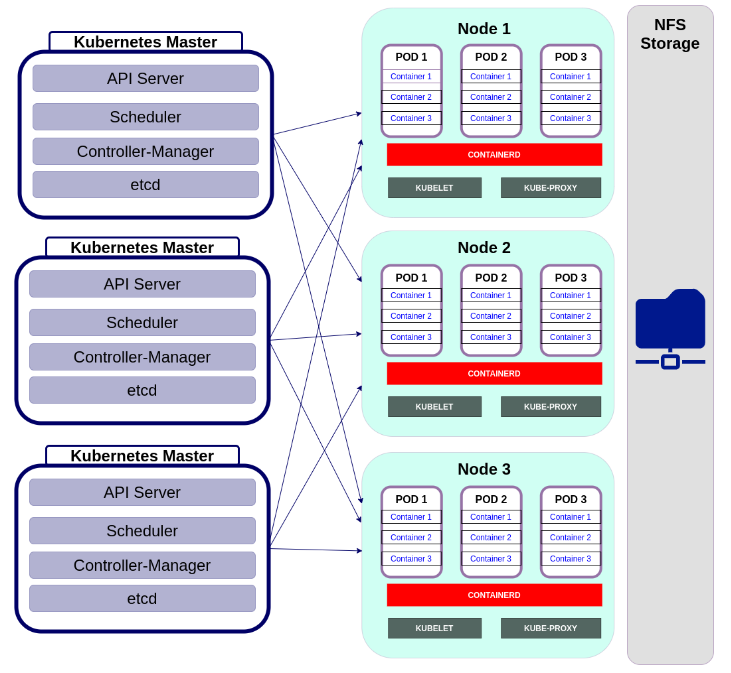 Kubernetes Master
API Server
Scheduler
Controller-Manager
etcd
Kubernetes Master
API Server
Scheduler
Controller-Manager
etcd
Kubernetes Master
API Server
Scheduler
Controller-Manager
etcd
Node 1
POD 1 POD 2 POD 3
Container 1 Container 1 Container 1
Container 2 Container 2 Container 2
Container 3 Container 3 Container 3
CONTAINERD
KUBELET KUBE-PROXY
Node 2
POD 1 POD 2 POD 3
Container 1 Container 1 Container 1
Container 2 Container 2 Container 2
Container 3 Container 3 Container 3
CONTAINERD
KUBELET KUBE-PROXY
Node 3
POD 1 POD 2 POD 3
Container 1 Container 1 Container 1
Container 2 Container 2 Container 2
Container 3 Container 3 Container 3
CONTAINERD
KUBELET KUBE-PROXY
NFS
Storage